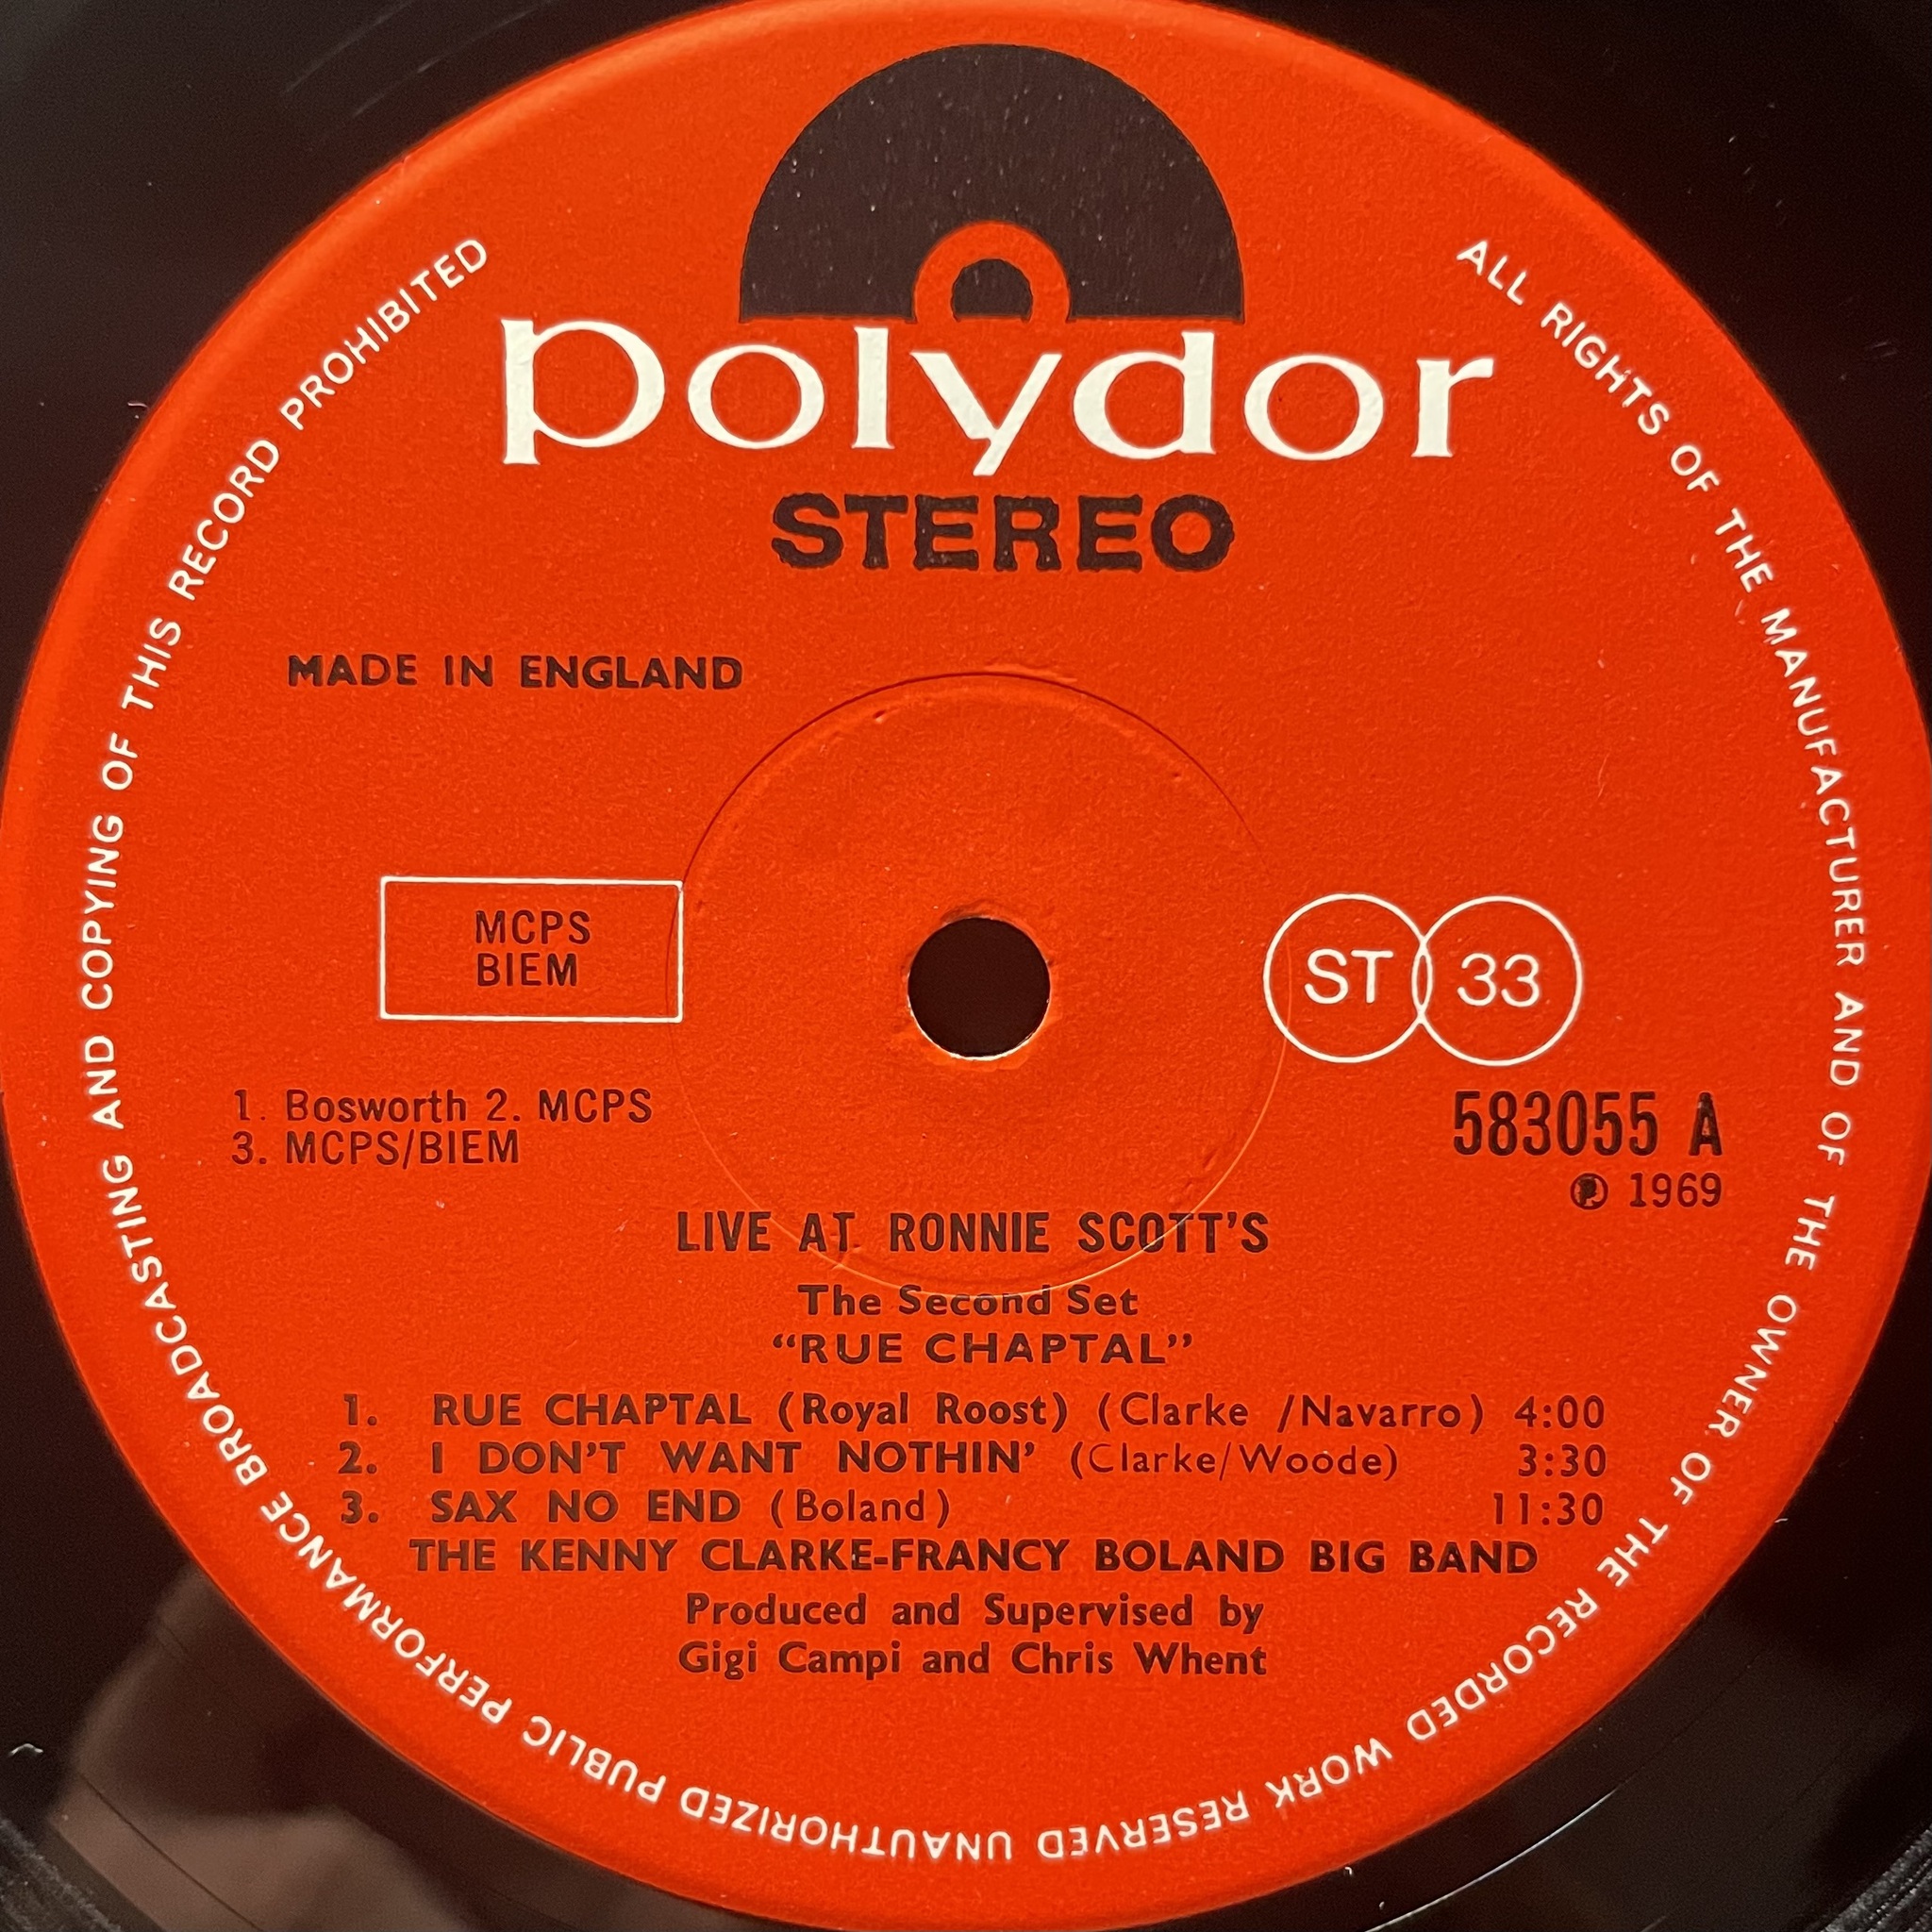 polydor
STEREO
MADE IN ENGLAND
MCPS
BIEM
ST 33
1. Bosworth 2. MCPS
3. MCPS/BIEM
583055 A
℗ 1969
LIVE AT RONNIE SCOTT'S
The Second Set
“RUE CHAPTAL”
1. RUE CHAPTAL (Royal Roost) (Clarke /Navarro) 4:00
2. I DON'T WANT NOTHIN' (Clarke/Woode) 3:30
3. SAX NO END (Boland) 11:30
THE KENNY CLARKE-FRANCY BOLAND BIG BAND
Produced and Supervised by
Gigi Campi and Chris Whent
ALL RIGHTS OF THE MANUFACTURER AND OF THE OWNER OF THE RECORDED WORK RESERVED UNAUTHORIZED PUBLIC PERFORMANCE BROADCASTING AND COPYING OF THIS RECORD PROHIBITED